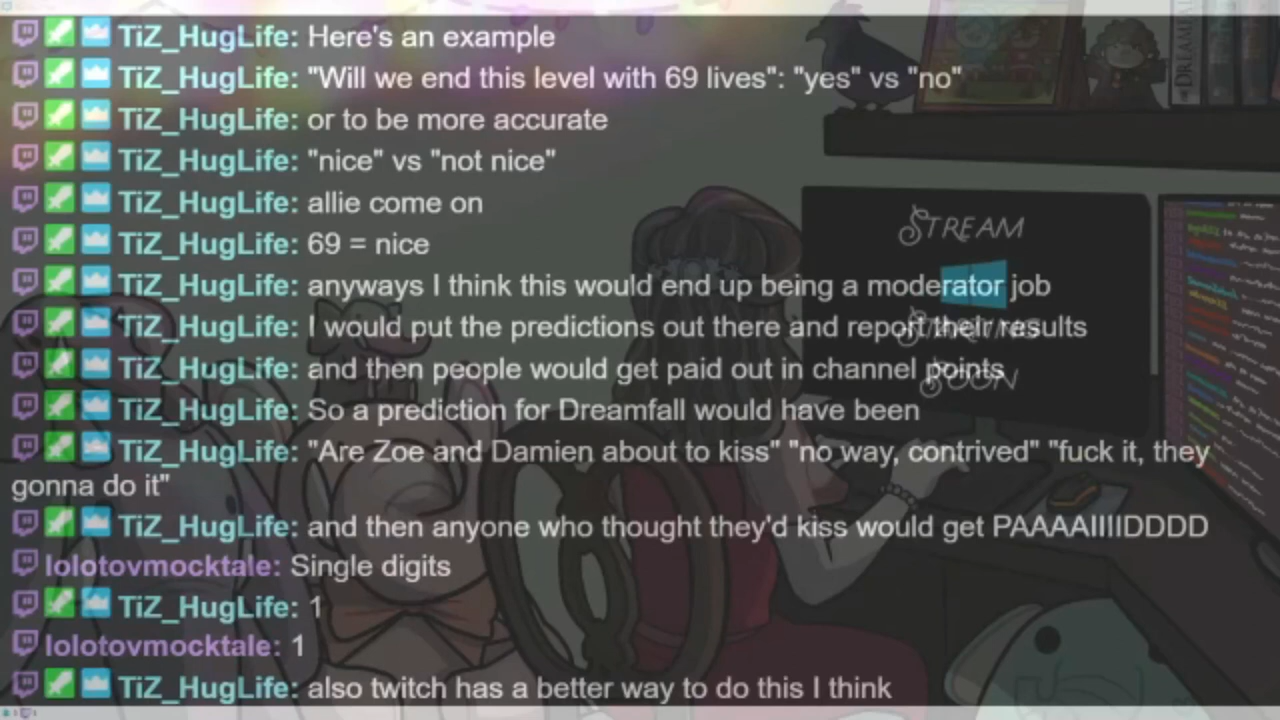 TiZ_HugLife: Here's an example
TiZ_HugLife: "Will we end this level with 69 lives": "yes" vs "no"
TiZ_HugLife: or to be more accurate
TiZ_HugLife: "nice" vs "not nice"
TiZ_HugLife: allie come on
TiZ_HugLife: 69 = nice
TiZ_HugLife: anyways I think this would end up being a moderator job
TiZ_HugLife: I would put the predictions out there and report their results
TiZ_HugLife: and then people would get paid out in channel points
TiZ_HugLife: So a prediction for Dreamfall would have been
TiZ_HugLife: "Are Zoe and Damien about to kiss" "no way, contrived" "fuck it, they
gonna do it"
TiZ_HugLife: and then anyone who thought they'd kiss would get PAAAAIIIIDDDD
lolotovmocktale: Single digits
TiZ_HugLife: 1
lolotovmocktale: 1
TiZ_HugLife: also twitch has a better way to do this I think
STREAM
STARTING
SOON